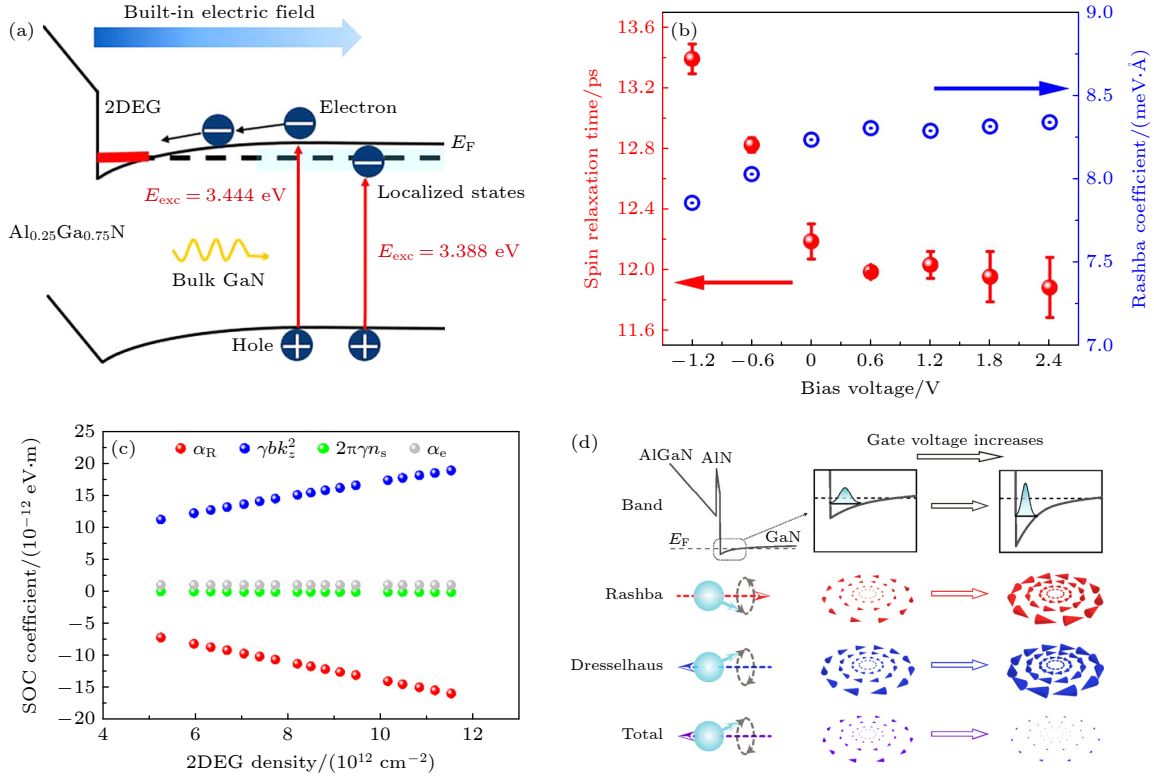 (a)
Built-in electric field
2DEG
Electron
E_F
Localized states
E_exc = 3.444 eV
Al_0.25Ga_0.75N
E_exc = 3.388 eV
Bulk GaN
Hole
(b)
Spin relaxation time/ps
13.6
13.2
12.8
12.4
12.0
11.6
−1.2 −0.6 0 0.6 1.2 1.8 2.4
Bias voltage/V
9.0
8.5
8.0
7.5
7.0
Rashba coefficient/(meV·Å)
(c)
α_R γbk_z^2 2πγn_s α_e
SOC coefficient/(10^−12 eV·m)
25
20
15
10
5
0
−5
−10
−15
−20
4 6 8 10 12
2DEG density/(10^12 cm^−2)
(d)
Gate voltage increases
AlGaN AlN
Band
E_F GaN
Rashba
Dresselhaus
Total